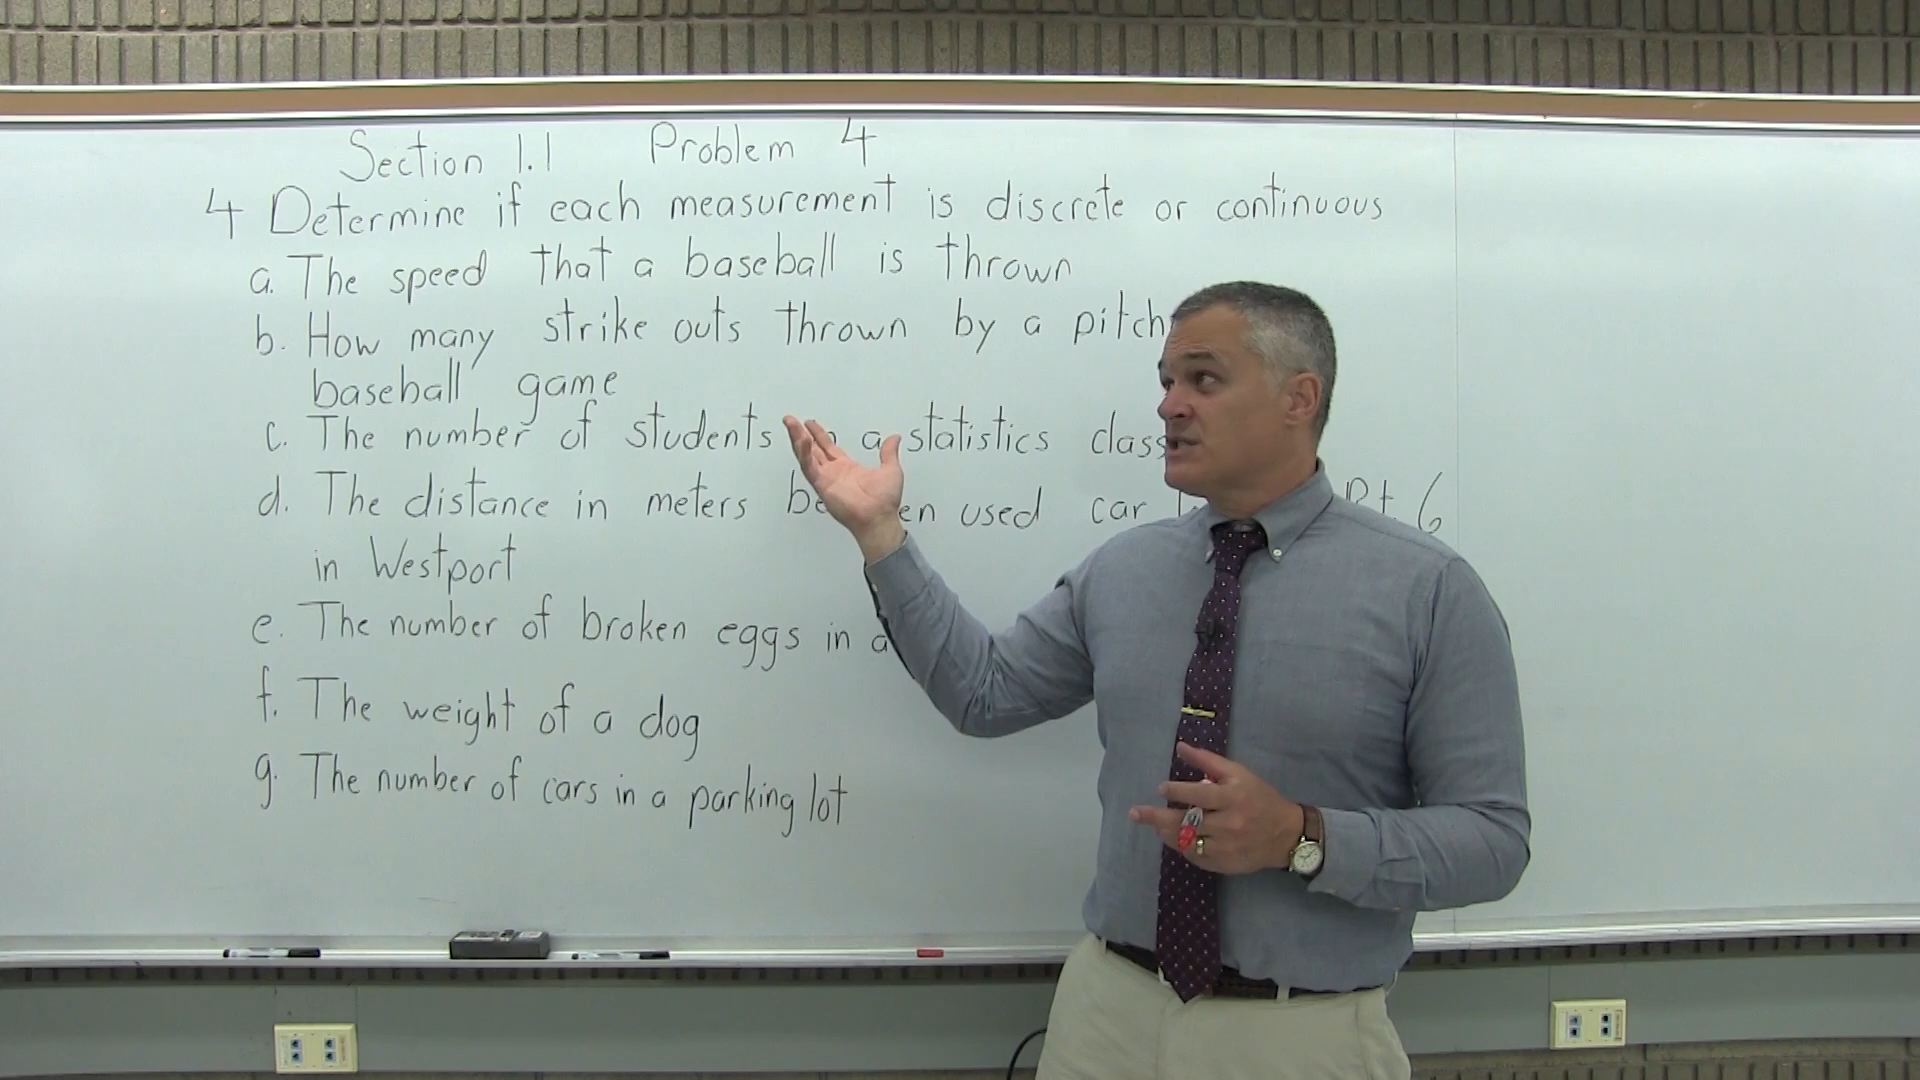 Section 1.1 Problem 4
4 Determine if each measurement is discrete or continuous
a. The speed that a baseball is thrown
b. How many strike outs thrown by a pitch
baseball game
c. The number of students a statistics class
d. The distance in meters used car Rt. 6
in Westport
e. The number of broken eggs in a
f. The weight of a dog
g. The number of cars in a parking lot